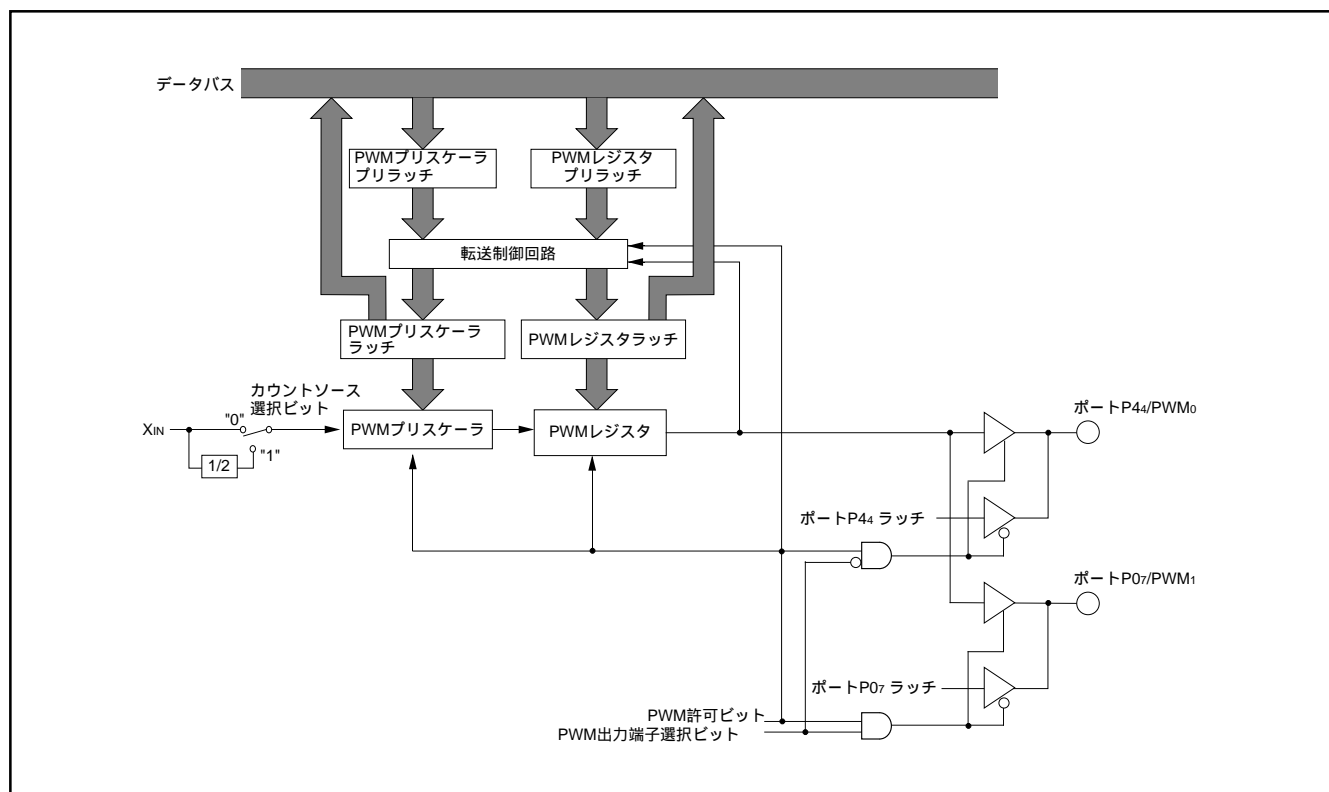 データバス
PWMプリスケーラ
プリラッチ
PWMレジスタ
プリラッチ
転送制御回路
PWMプリスケーラ
ラッチ
PWMレジスタラッチ
カウントソース
選択ビット
XIN
"0"
"1"
1/2
PWMプリスケーラ
PWMレジスタ
ポートP44/PWM0
ポートP44 ラッチ
ポートP07/PWM1
ポートP07 ラッチ
PWM許可ビット
PWM出力端子選択ビット